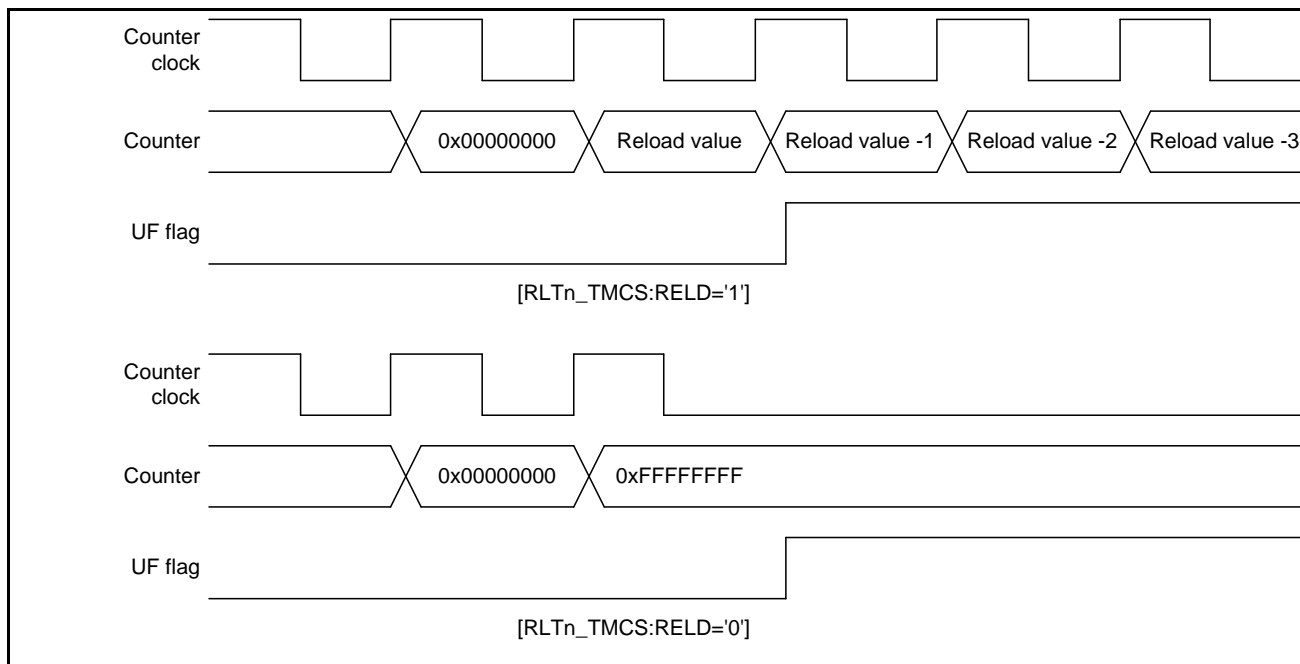 Counter
clock
Counter
0x00000000
Reload value
Reload value -1
Reload value -2
Reload value -3
UF flag
[RLTn_TMCS:RELD='1']
Counter
clock
Counter
0x00000000
0xFFFFFFFF
UF flag
[RLTn_TMCS:RELD='0']